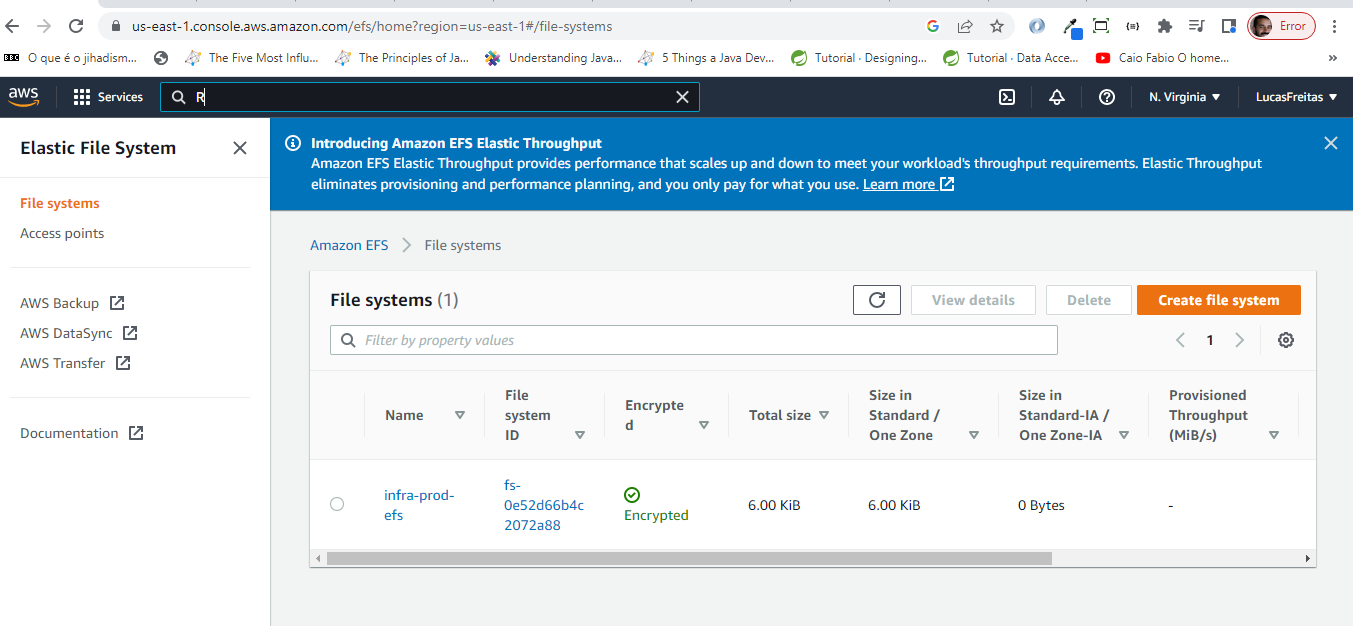 us-east-1.console.aws.amazon.com/efs/home?region=us-east-1#/file-systems
Error
BBC O que é o jihadism... The Five Most Influ... The Principles of Ja... Understanding Java... 5 Things a Java Dev... Tutorial · Designing... Tutorial · Data Acce... Caio Fabio O home... »
aws Services R N. Virginia LucasFreitas
Elastic File System
File systems
Access points
AWS Backup
AWS DataSync
AWS Transfer
Documentation
Introducing Amazon EFS Elastic Throughput
Amazon EFS Elastic Throughput provides performance that scales up and down to meet your workload's throughput requirements. Elastic Throughput
eliminates provisioning and performance planning, and you only pay for what you use. Learn more
Amazon EFS File systems
File systems (1)
View details Delete Create file system
Filter by property values
1
Name
File
system
ID
Encrypte
d
Total size
Size in
Standard /
One Zone
Size in
Standard-IA /
One Zone-IA
Provisioned
Throughput
(MiB/s)
infra-prod-
efs
fs-
0e52d66b4c
2072a88
Encrypted
6.00 KiB
6.00 KiB
0 Bytes
-